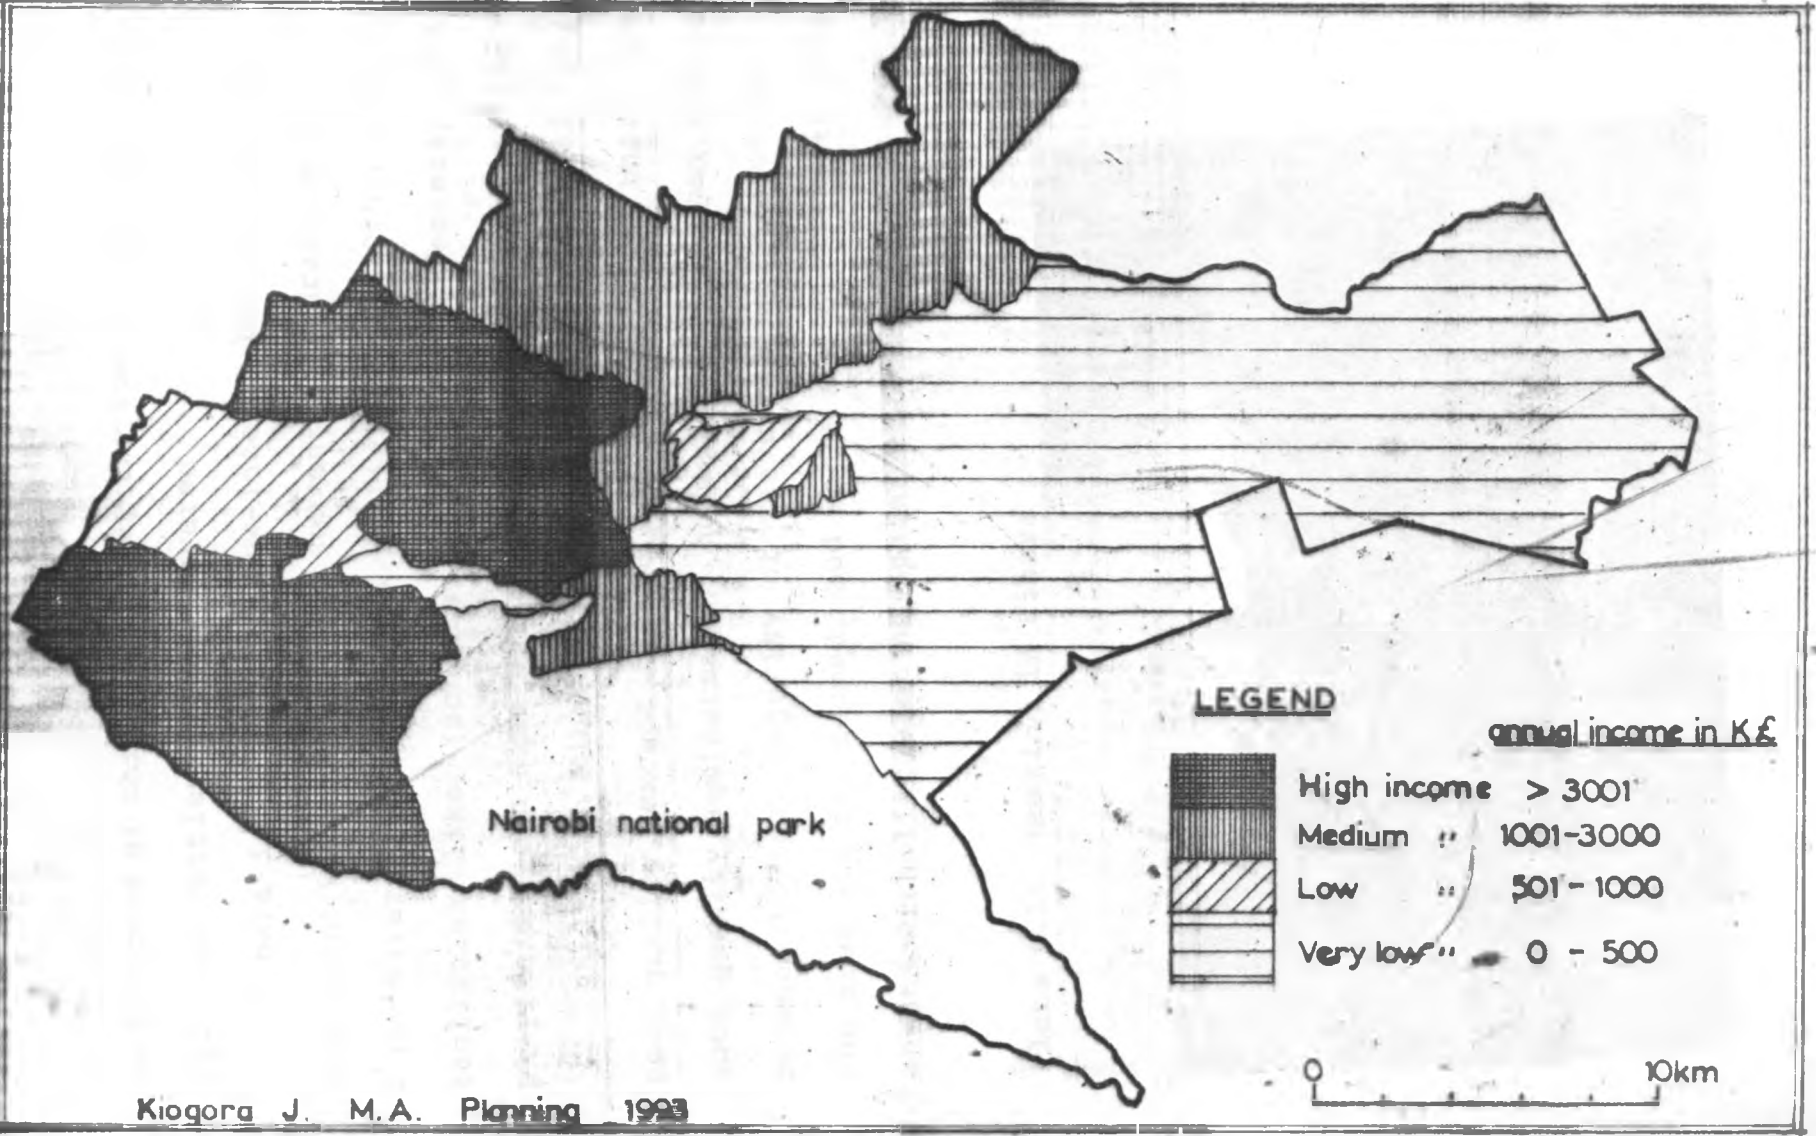 Nairobi national park
LEGEND
annual income in K£
High income > 3001
Medium " 1001-3000
Low " 501 - 1000
Very low " 0 - 500
0 10km
Kiogora J. M.A. Planning 1993